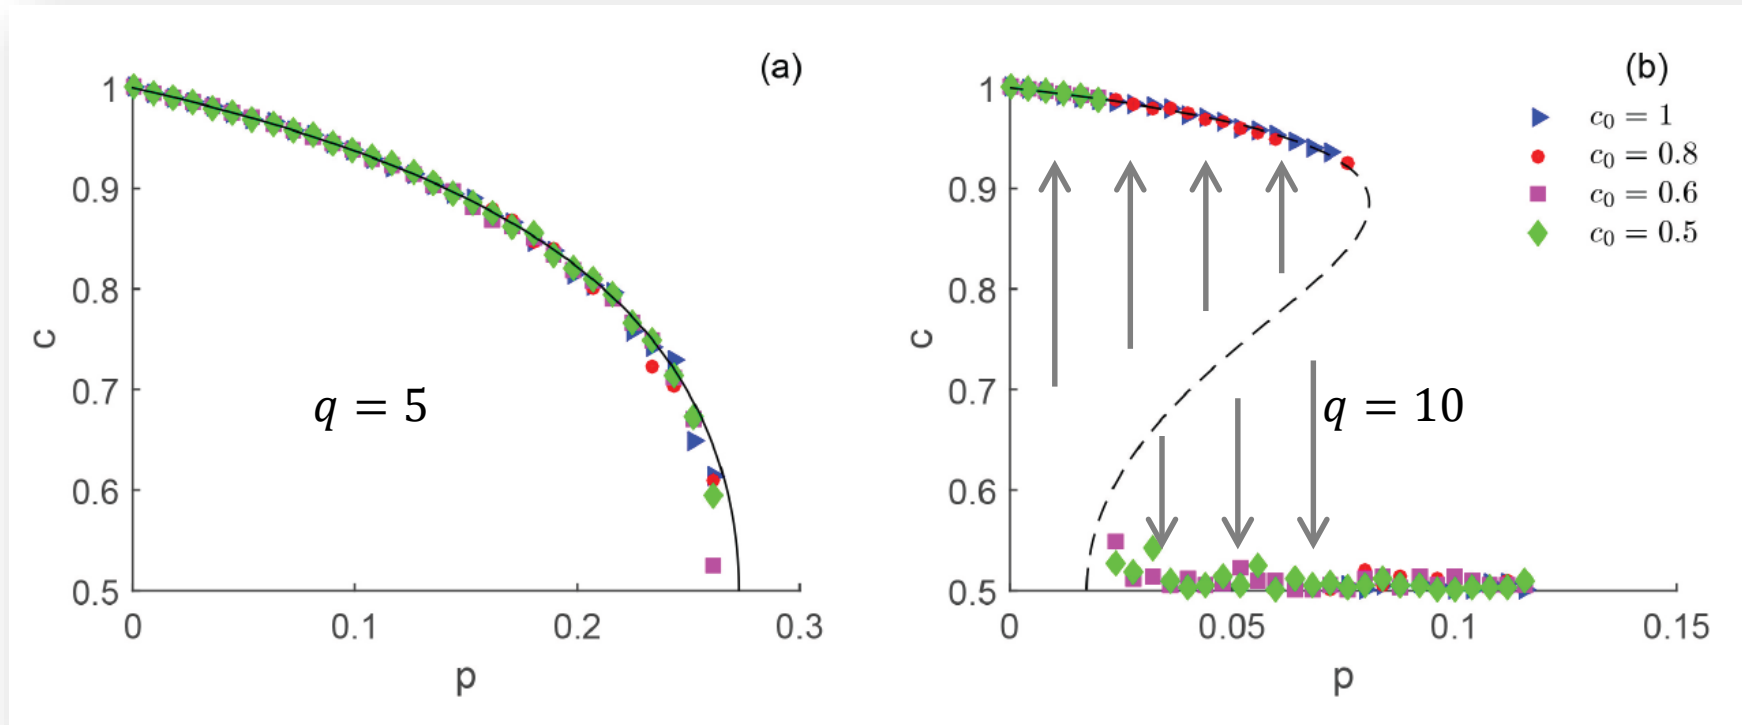 (a)
1
0.9
0.8
0.7
0.6
0.5
c
q = 5
0 0.1 0.2 0.3
p
(b)
1
0.9
0.8
0.7
0.6
0.5
c
c₀ = 1
c₀ = 0.8
c₀ = 0.6
c₀ = 0.5
q = 10
0 0.05 0.1 0.15
p